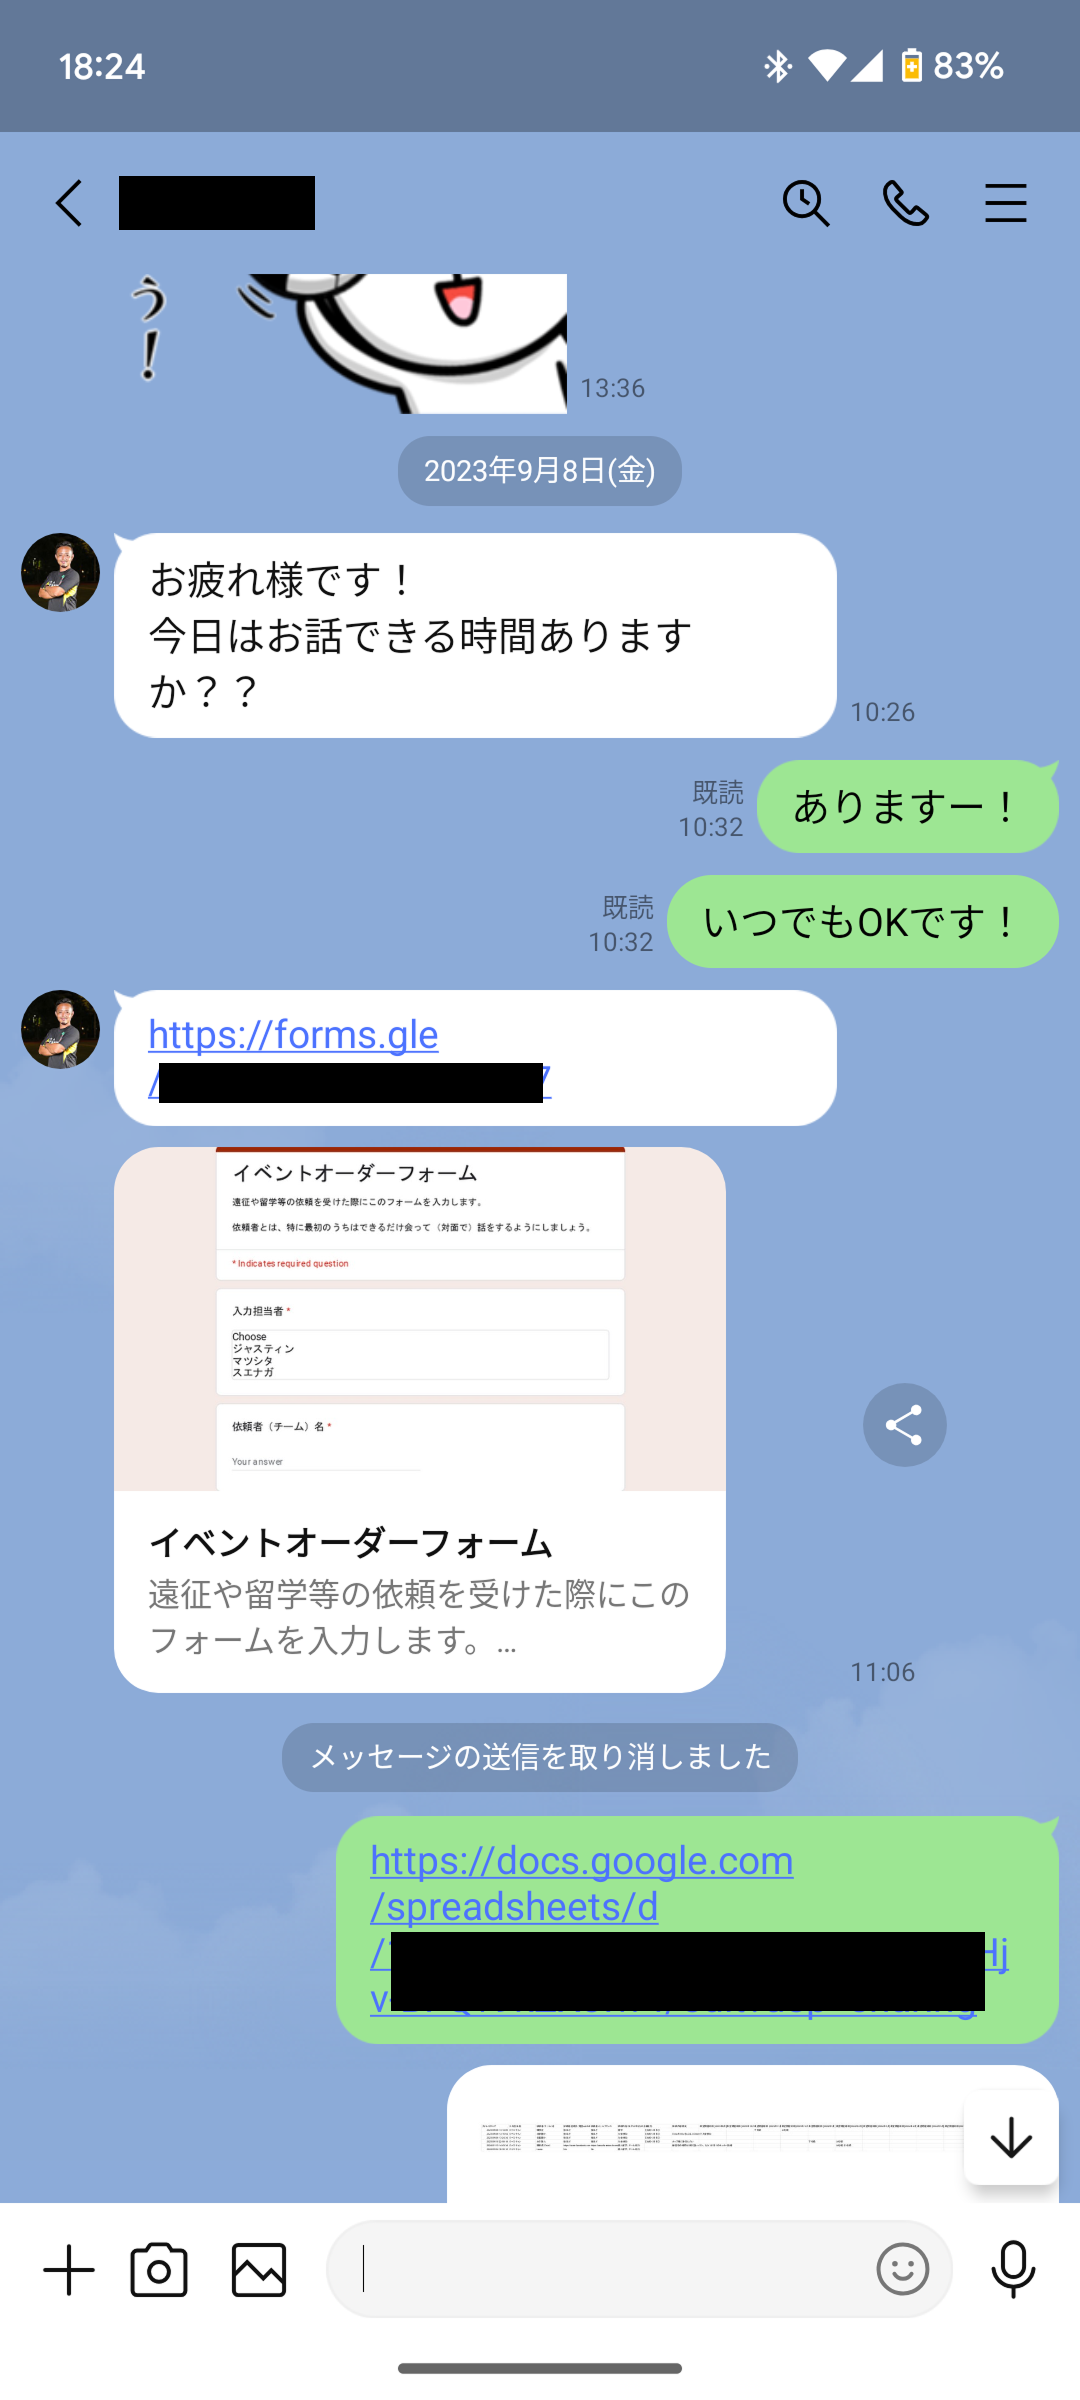 18:24
83%
う！
13:36
2023年9月8日(金)
お疲れ様です！
今日はお話できる時間あります
か？？
10:26
既読
10:32
ありますー！
既読
10:32
いつでもOKです！
https://forms.gle
/
7
イベントオーダーフォーム
遠征や留学等の依頼を受けた際にこのフォームを入力します。
依頼者とは、特に最初のうちはできるだけ会って（対面で）話をするようにしましょう。
* Indicates required question
入力担当者 *
Choose
ジャスティン
マツシタ
スエナガ
依頼者（チーム）名 *
Your answer
イベントオーダーフォーム
遠征や留学等の依頼を受けた際にこの
フォームを入力します。...
11:06
メッセージの送信を取り消しました
https://docs.google.com
/spreadsheets/d
/
Hj
v